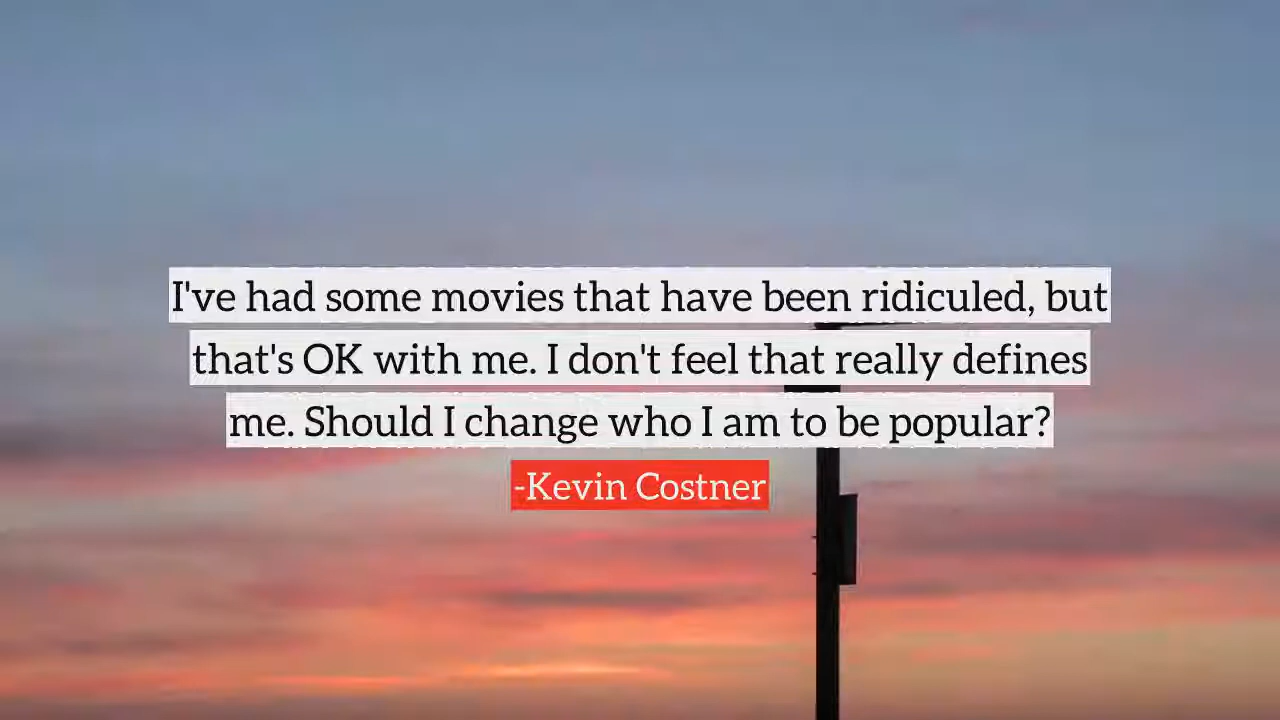 I've had some movies that have been ridiculed, but
that's OK with me. I don't feel that really defines
me. Should I change who I am to be popular?
-Kevin Costner